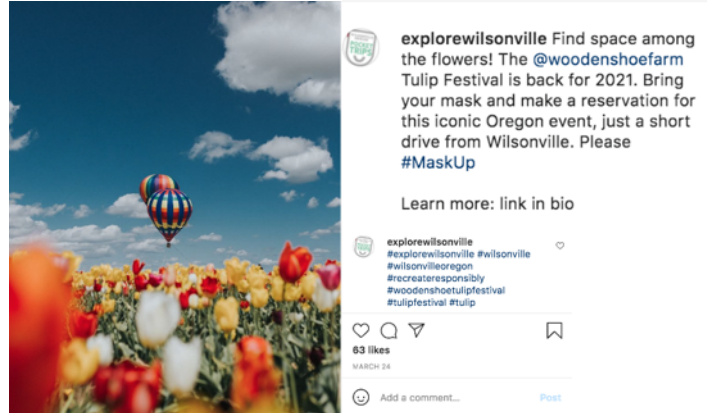 POCKET
TRIPS
explorewilsonville Find space among
the flowers! The @woodenshoefarm
Tulip Festival is back for 2021. Bring
your mask and make a reservation for
this iconic Oregon event, just a short
drive from Wilsonville. Please
#MaskUp
Learn more: link in bio
explorewilsonville
#explorewilsonville #wilsonville
#wilsonvilleoregon
#recreateresponsibly
#woodenshoetulipfestival
#tulipfestival #tulip
63 likes
MARCH 24
Add a comment...
Post